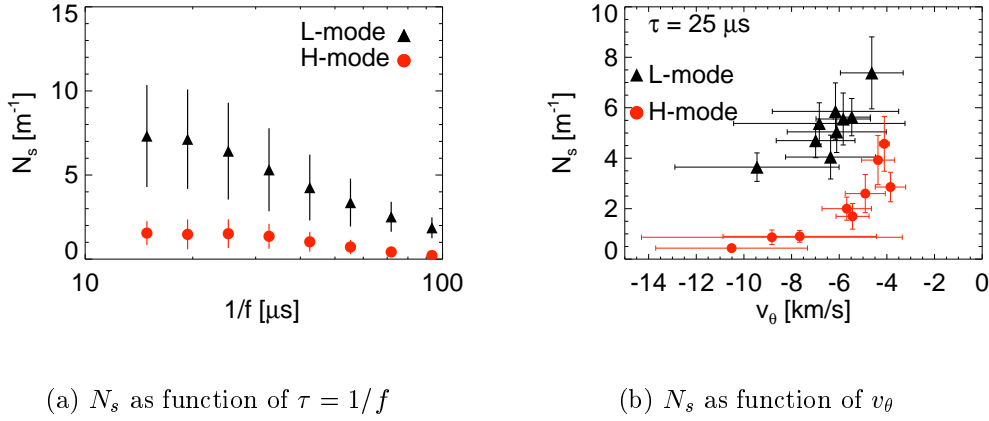 15
10
5
0
N_s [m^-1]
L-mode
H-mode
10
100
1/f [μs]
10
8
6
4
2
0
N_s [m^-1]
τ = 25 μs
L-mode
H-mode
-14 -12 -10 -8 -6 -4 -2 0
v_θ [km/s]
(a) N_s as function of τ = 1/f
(b) N_s as function of v_θ